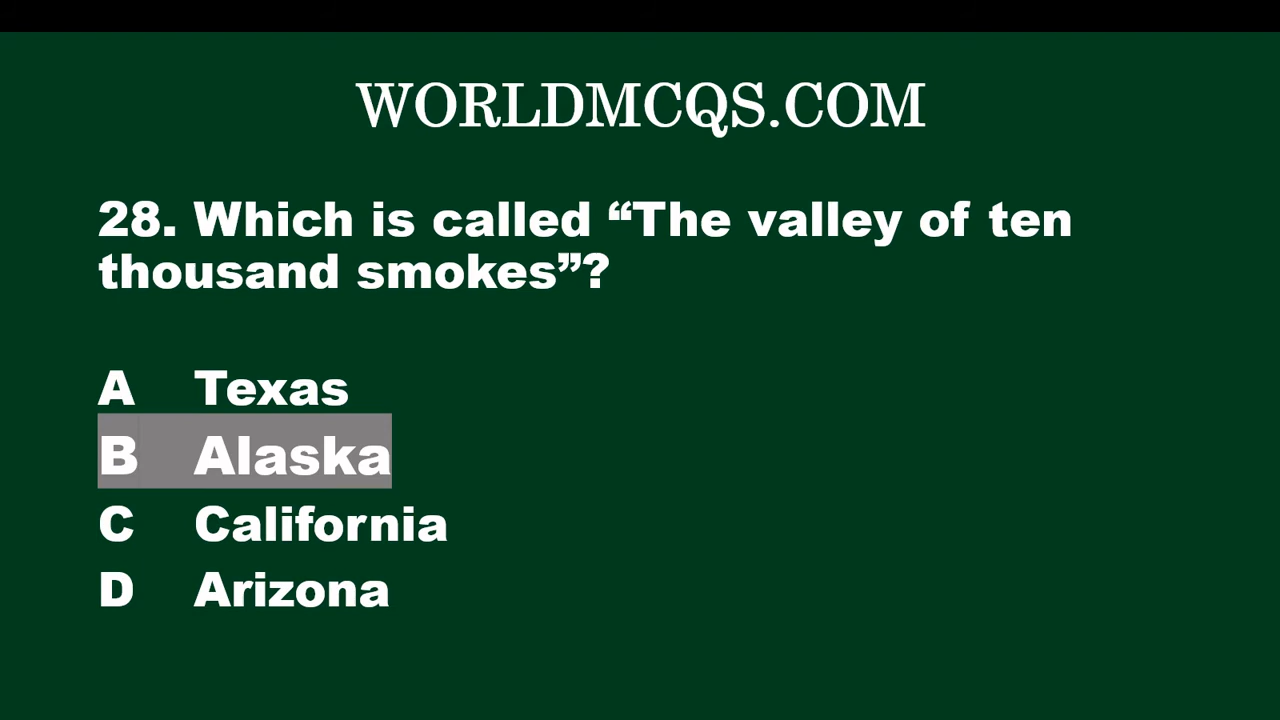 WORLDMCQS.COM
28. Which is called “The valley of ten
thousand smokes”?
A Texas
B Alaska
C California
D Arizona